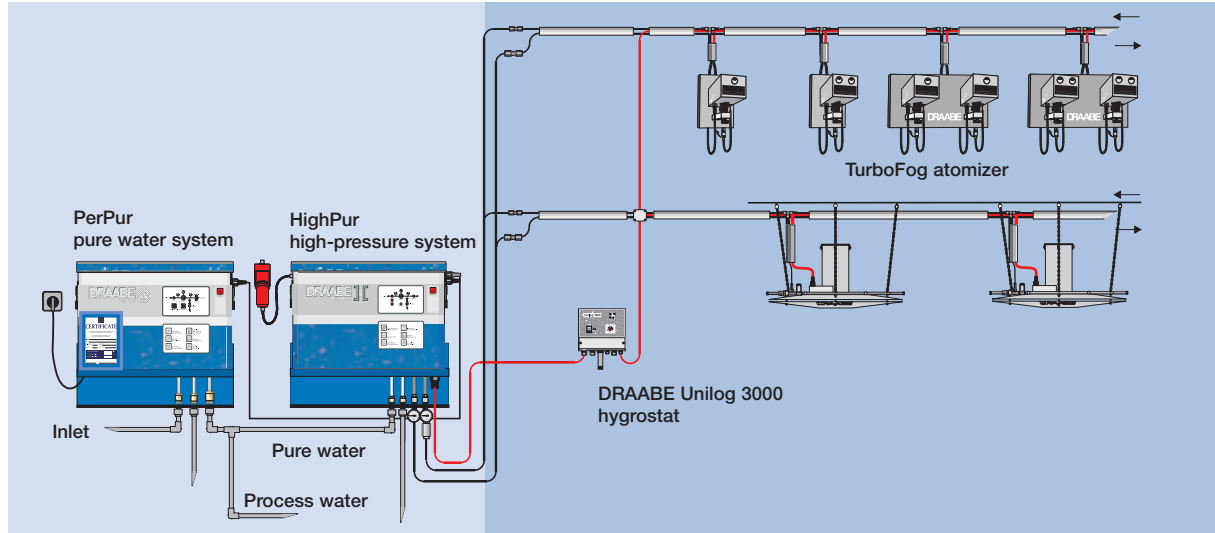 TurboFog atomizer
DRAABE
DRAABE
PerPur
pure water system
HighPur
high-pressure system
DRAABE
DRAABE
CERTIFICATE
DRAABE Unilog 3000
hygrostat
Inlet
Pure water
Process water